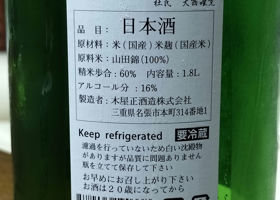 杜氏 大西唯克
品目：日本酒
原材料：米（国産）米麹（国産米）
原料米：山田錦(100%)
精米歩合：60% 内容量：1.8L
アルコール分：16%
製造者：木屋正酒造株式会社
三重県名張市本町314番地1
Keep refrigerated 要冷蔵
濾過を行っていないため白い沈殿物
がありますが品質に問題ありません
瓶を立てて保存して下さい
お早めにお召し上がり下さい
お酒は20歳になってから